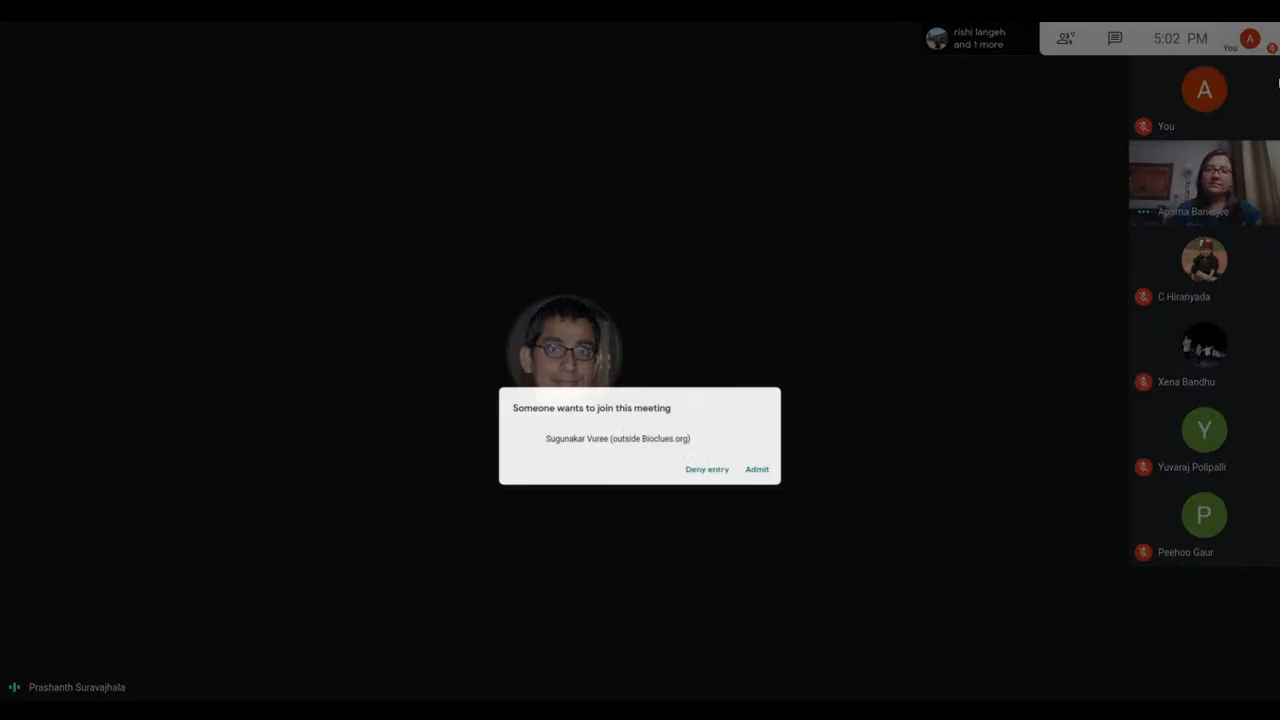 rishi langeh
and 1 more
9
5:02 PM
You
A
A
You
Aparna Banerjee
C Hiranyada
Xena Bandhu
Y
Yuvaraj Polipalli
P
Peehoo Gaur
Someone wants to join this meeting
Sugunakar Vuree (outside Bioclues.org)
Deny entry Admit
Prashanth Suravajhala